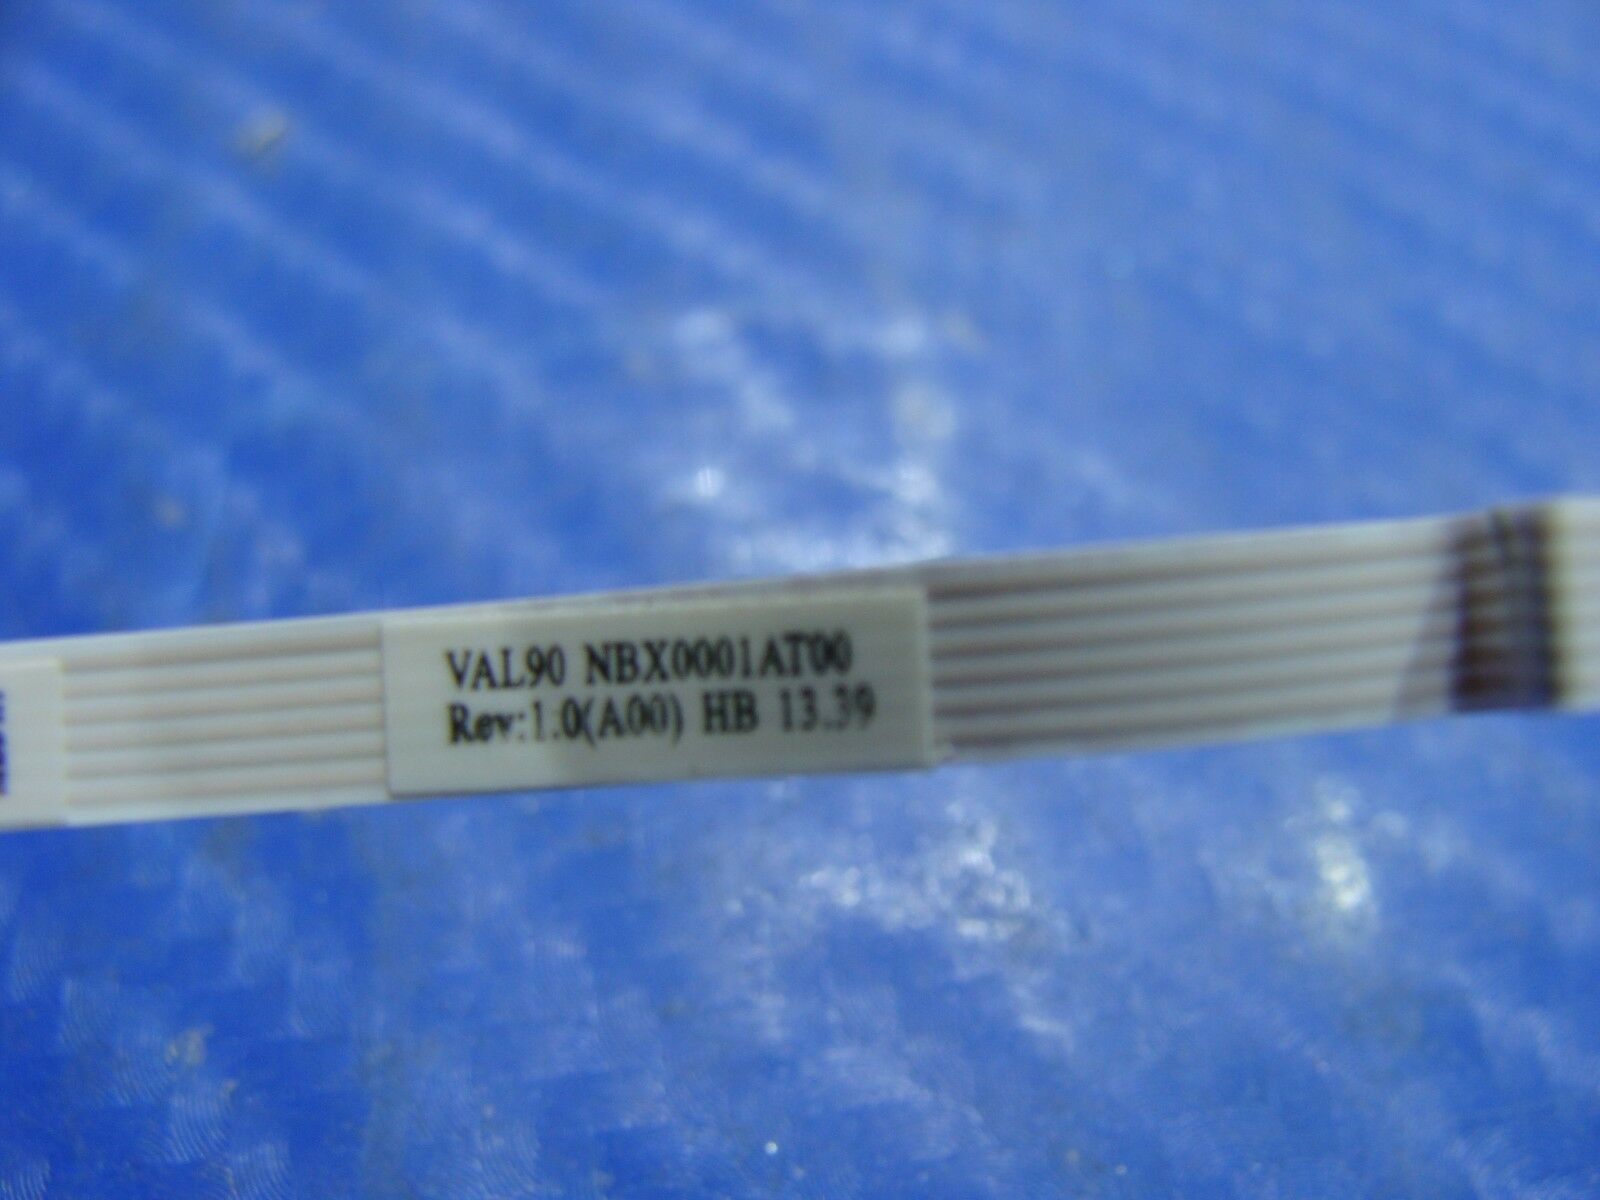 VAL90 NBX0001AT00
Rev:1.0(A00) HB 13.39